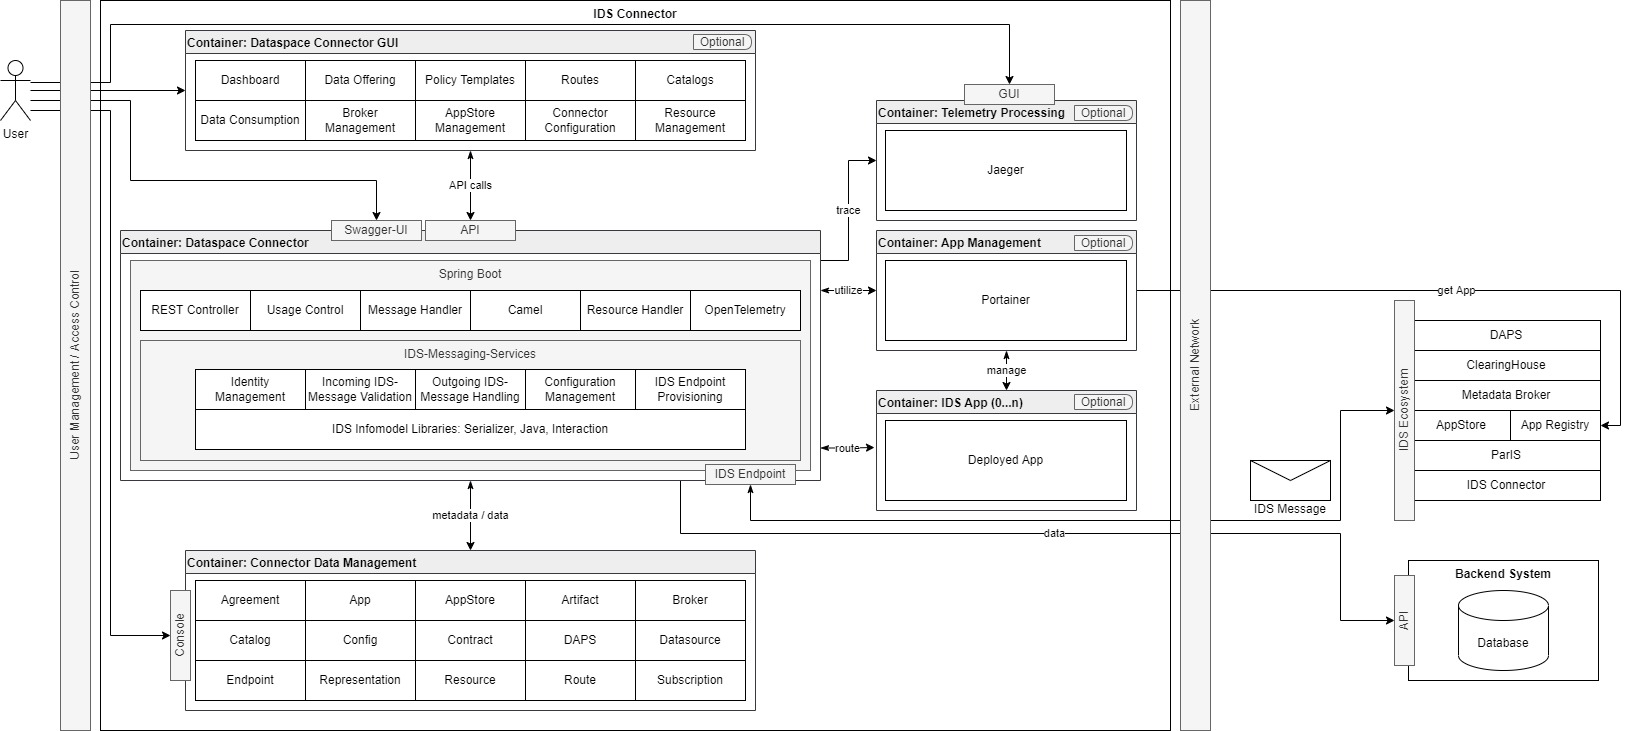 IDS Connector
User
User Management / Access Control
Container: Dataspace Connector GUI
Optional
Dashboard
Data Offering
Policy Templates
Routes
Catalogs
Data Consumption
Broker
Management
AppStore
Management
Connector
Configuration
Resource
Management
API calls
GUI
Container: Telemetry Processing
Optional
Jaeger
trace
Swagger-UI
API
Container: Dataspace Connector
Spring Boot
REST Controller
Usage Control
Message Handler
Camel
Resource Handler
OpenTelemetry
IDS-Messaging-Services
Identity
Management
Incoming IDS-
Message Validation
Outgoing IDS-
Message Handling
Configuration
Management
IDS Endpoint
Provisioning
IDS Infomodel Libraries: Serializer, Java, Interaction
IDS Endpoint
utilize
Container: App Management
Optional
Portainer
manage
route
Container: IDS App (0...n)
Optional
Deployed App
metadata / data
data
Container: Connector Data Management
Console
Agreement
App
AppStore
Artifact
Broker
Catalog
Config
Contract
DAPS
Datasource
Endpoint
Representation
Resource
Route
Subscription
External Network
get App
IDS Ecosystem
DAPS
ClearingHouse
Metadata Broker
AppStore
App Registry
ParIS
IDS Connector
IDS Message
API
Backend System
Database